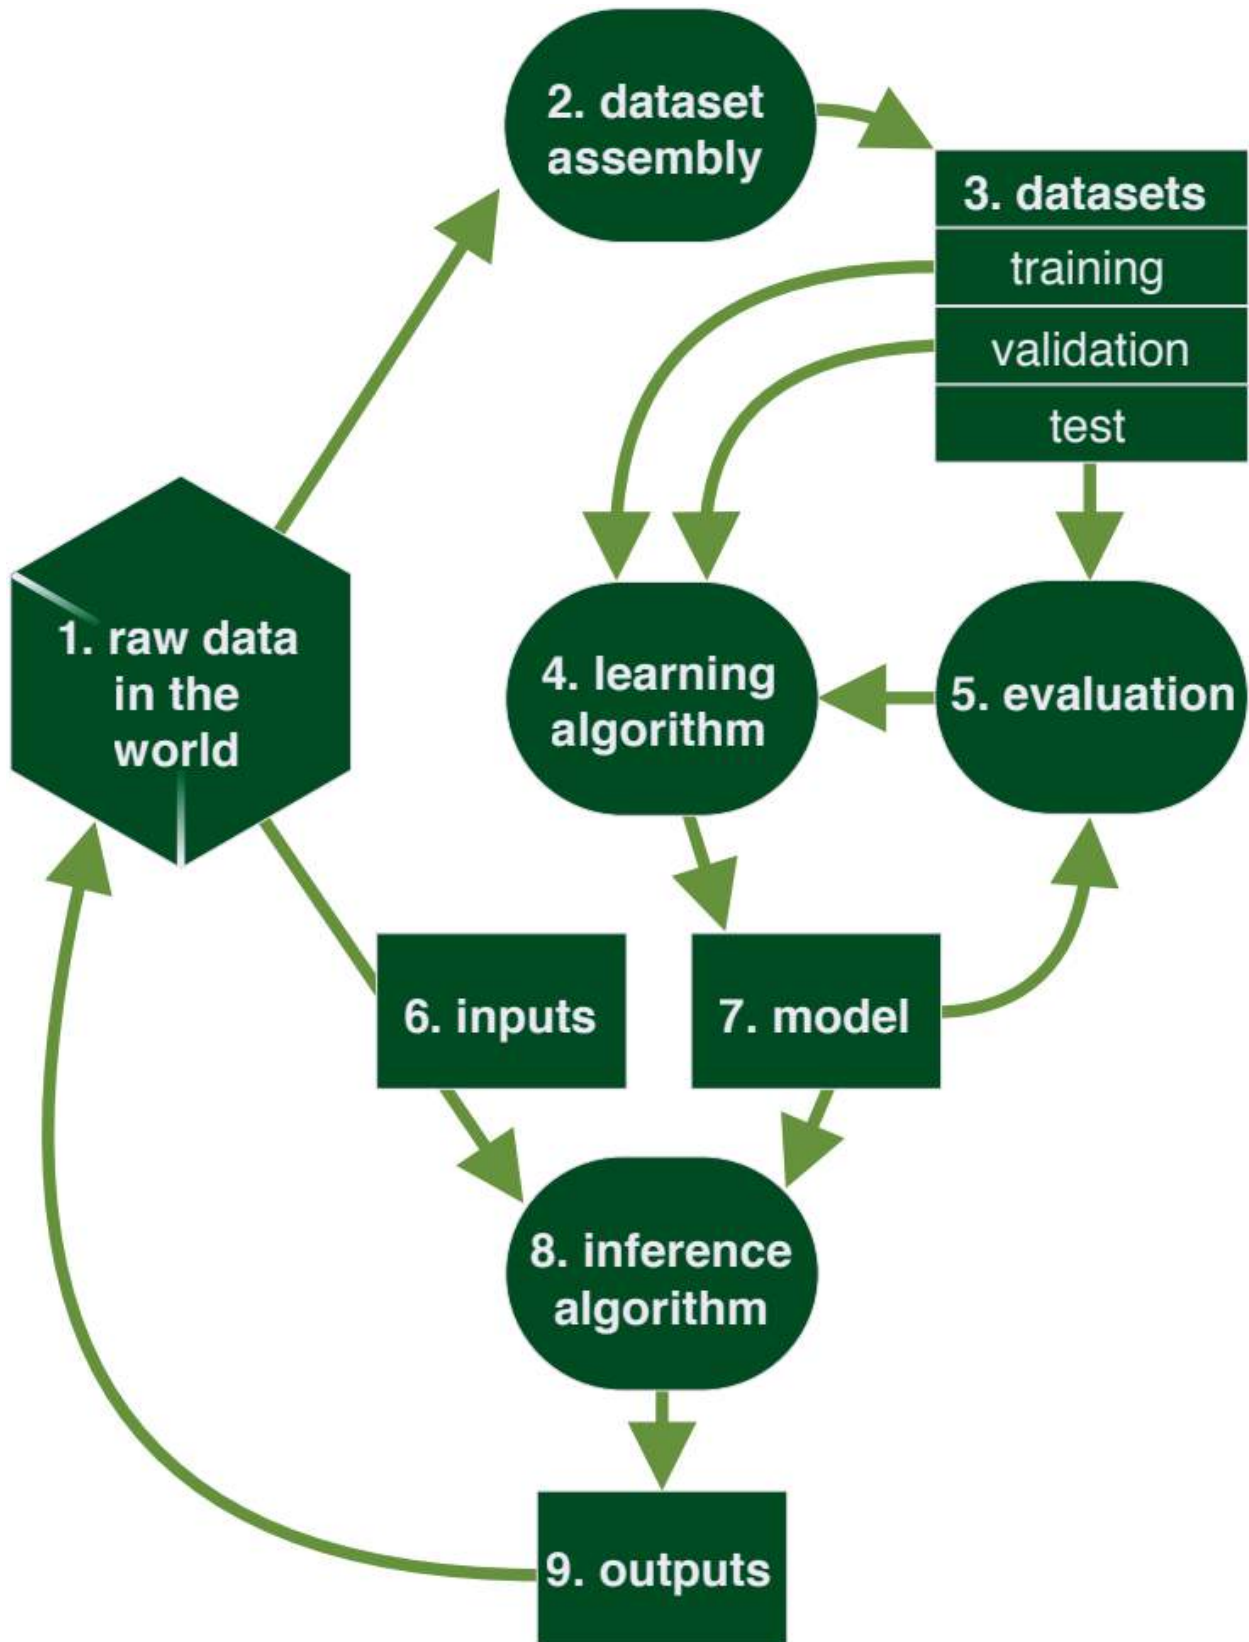 2. dataset
assembly
3. datasets
training
validation
test
1. raw data
in the
world
4. learning
algorithm
5. evaluation
6. inputs
7. model
8. inference
algorithm
9. outputs